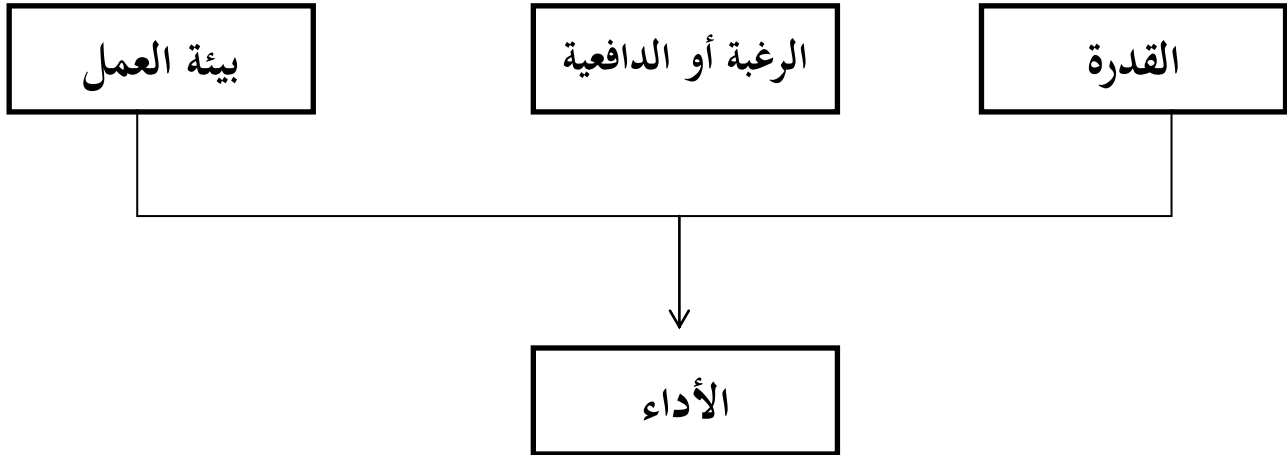 القدرة
الرغبة أو الدافعية
بيئة العمل
الأداء